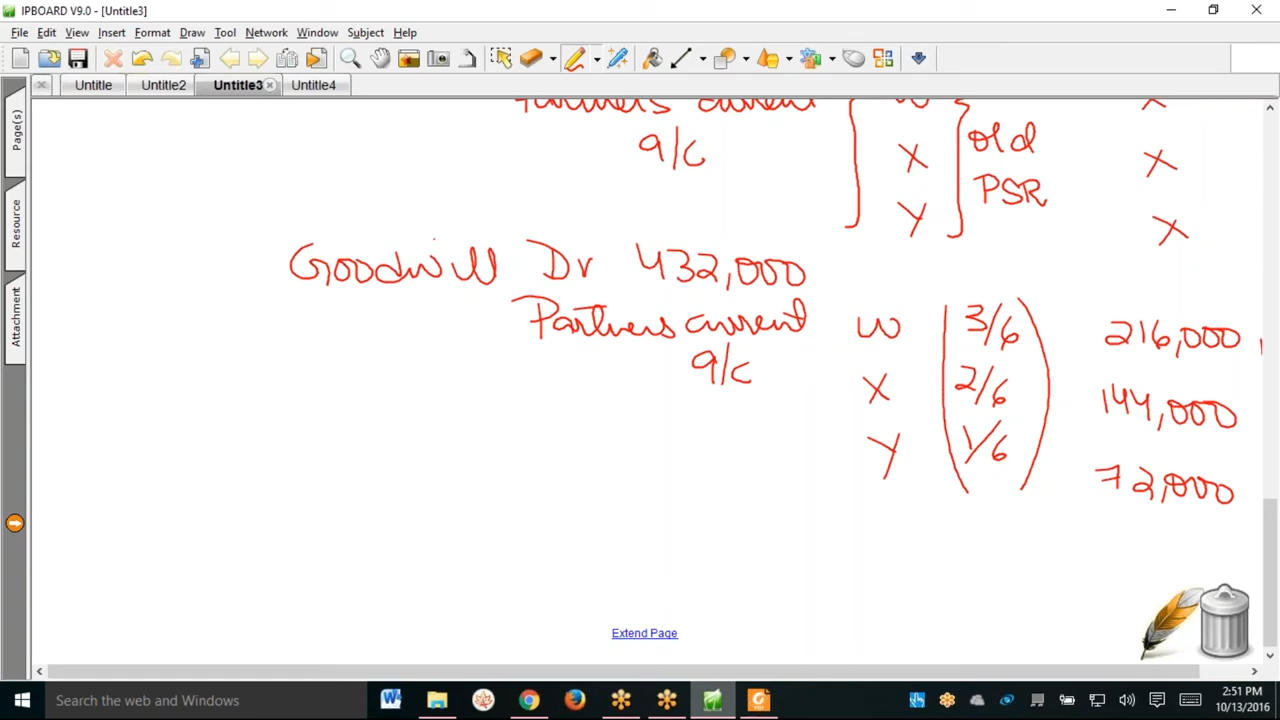 IPBOARD V9.0 - [Untitle3]
File Edit View Insert Format Draw Tool Network Window Subject Help
Untitle Untitle2 Untitle3 Untitle4
Page(s)
Resource
Attachment
Partners current W X
a/c X old X
PSR
Y X
Goodwill Dr 432,000
Partners current W 3/6 216,000
a/c X 2/6 144,000
Y 1/6 72,000
Extend Page
Search the web and Windows
2:51 PM
10/13/2016